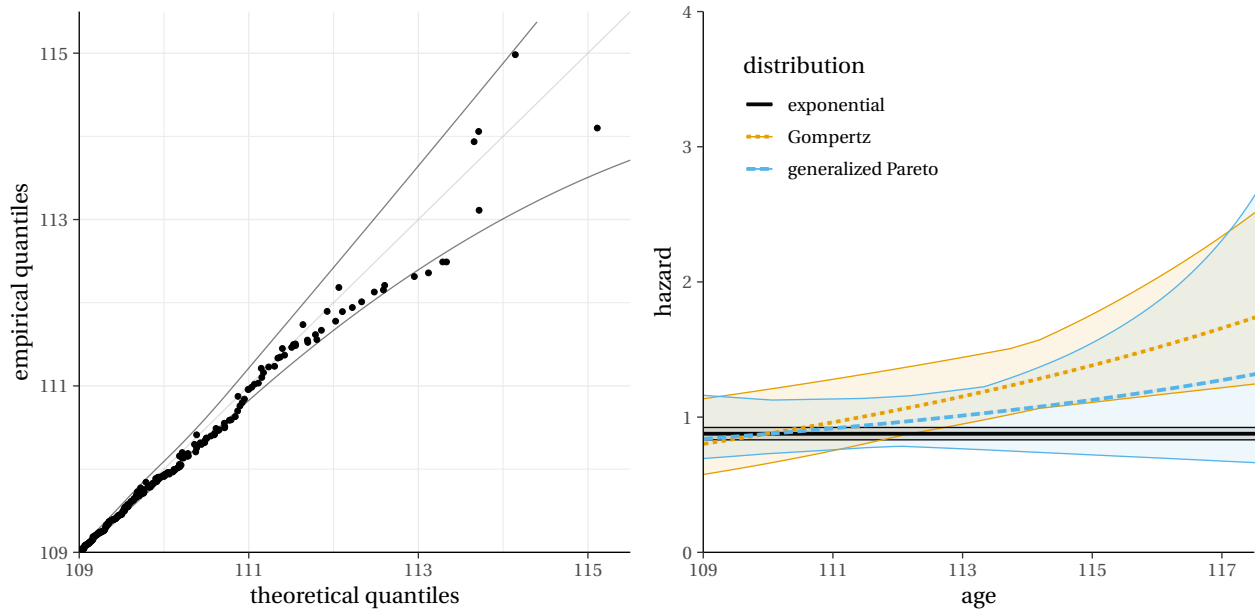 115
113
111
109
109
111
113
115
empirical quantiles
theoretical quantiles
4
3
2
1
0
109
111
113
115
117
hazard
age
distribution
exponential
Gompertz
generalized Pareto